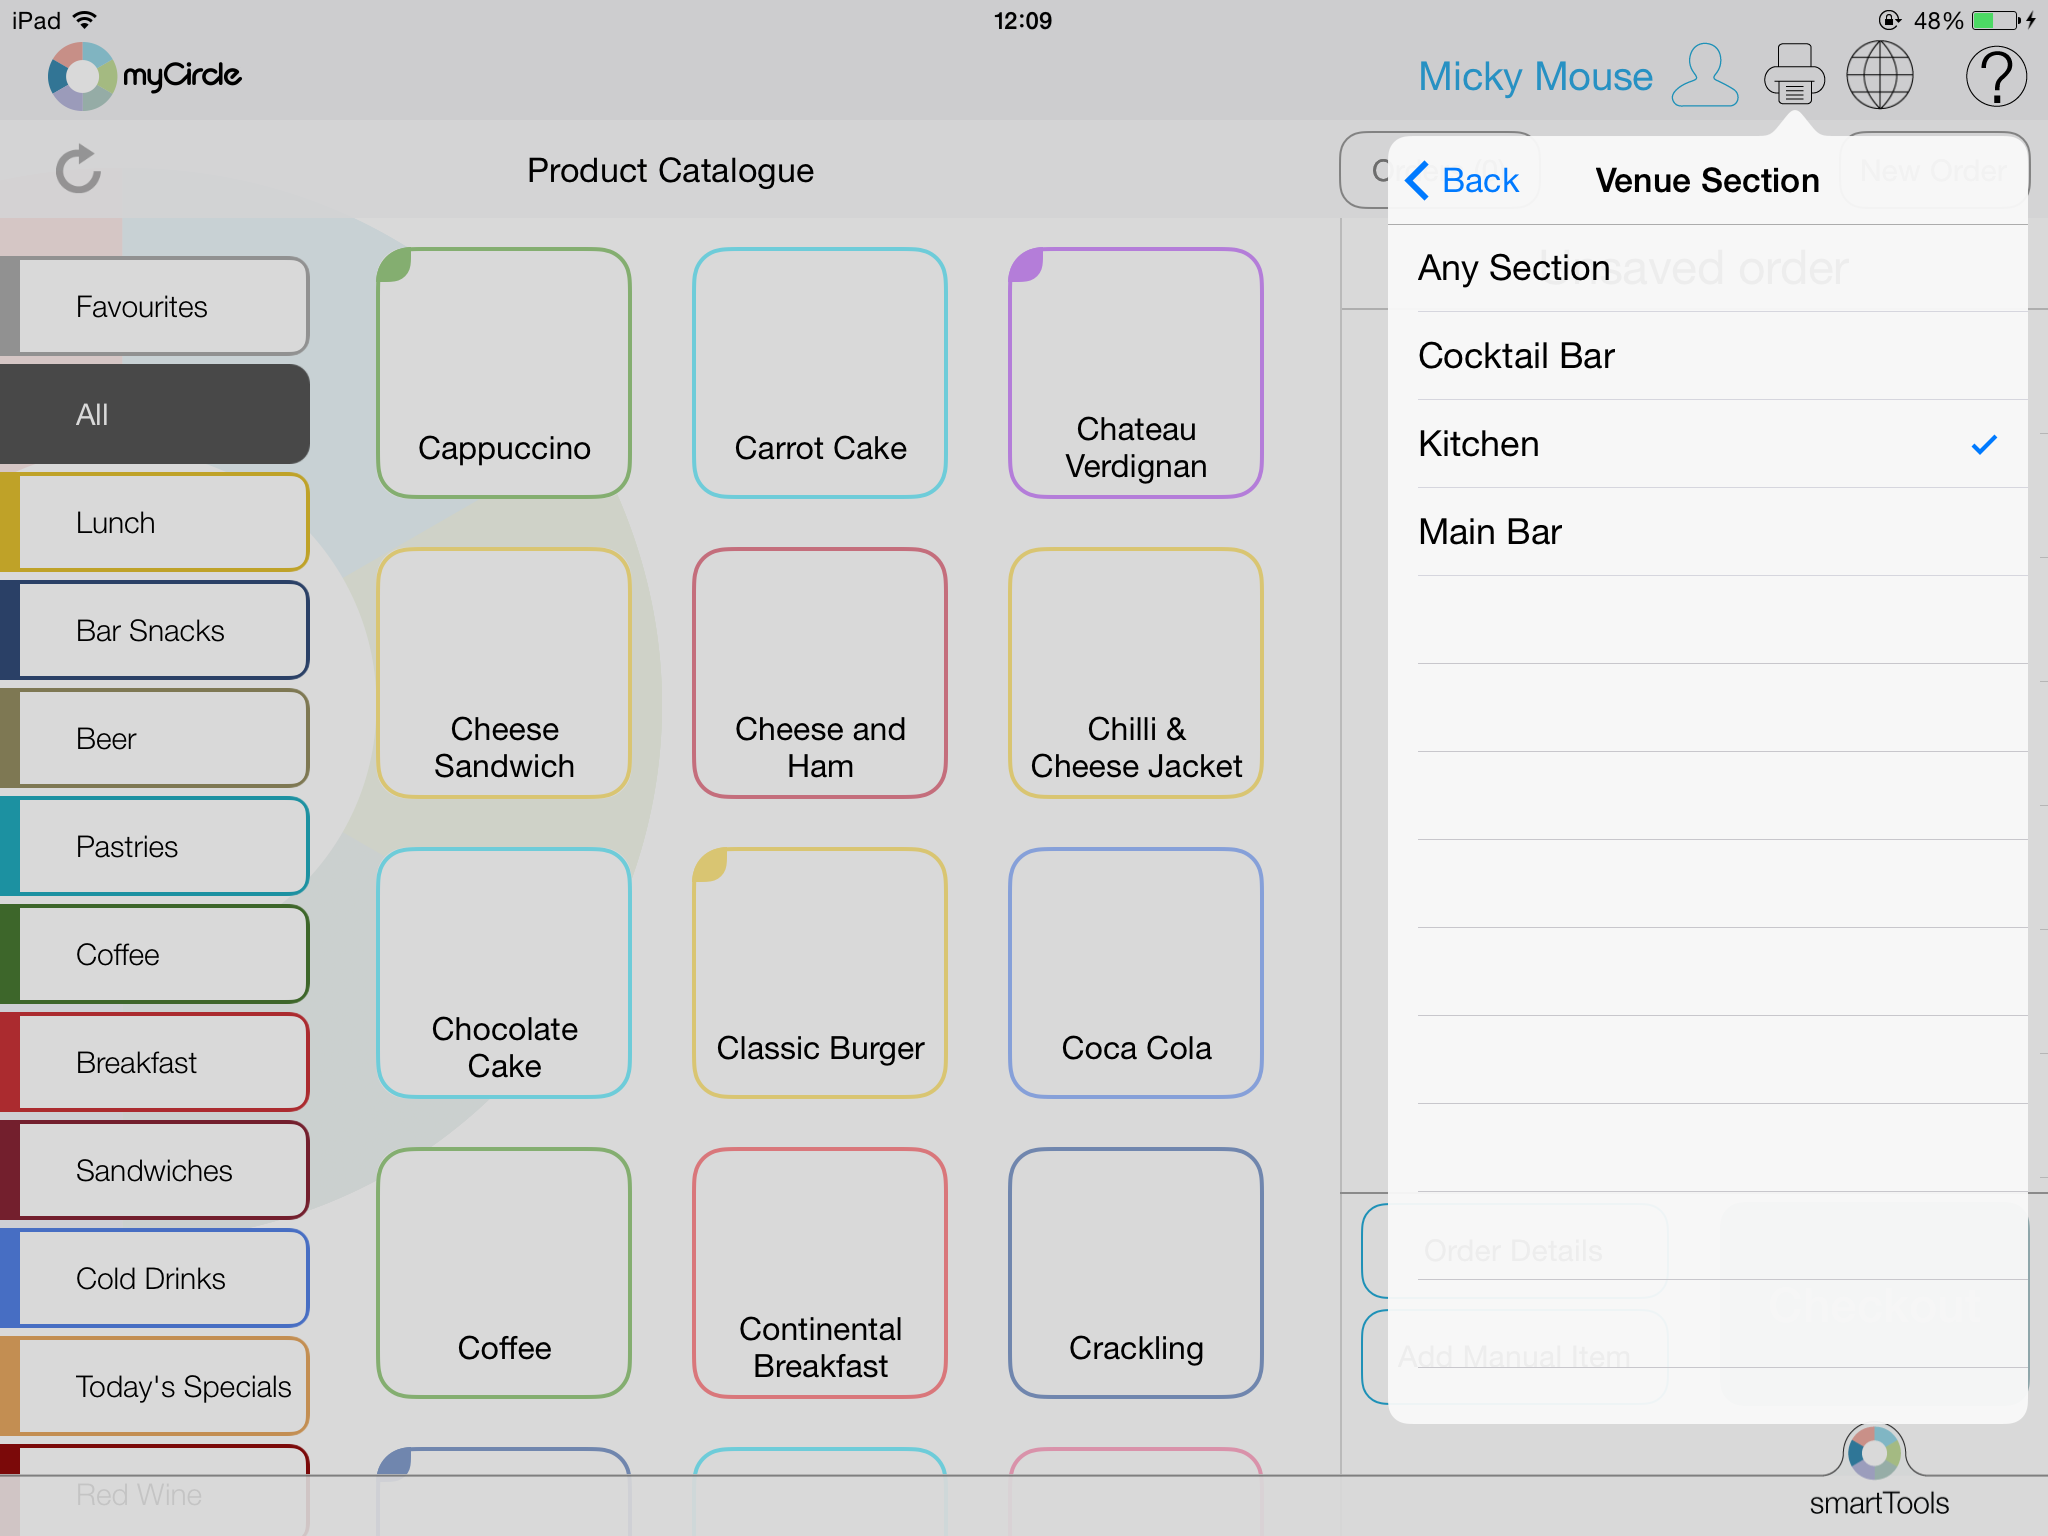 iPad
12:09
48%
myCircle
Micky Mouse
?
Product Catalogue
New Order
Back
Venue Section
Any Section
Unsaved order
Cocktail Bar
Kitchen
Main Bar
Favourites
All
Lunch
Bar Snacks
Beer
Pastries
Coffee
Breakfast
Sandwiches
Cold Drinks
Today's Specials
Red Wine
Cappuccino
Carrot Cake
Chateau
Verdignan
Cheese
Sandwich
Cheese and
Ham
Chilli &
Cheese Jacket
Chocolate
Cake
Classic Burger
Coca Cola
Coffee
Continental
Breakfast
Crackling
Order Details
Add Manual Item
smartTools